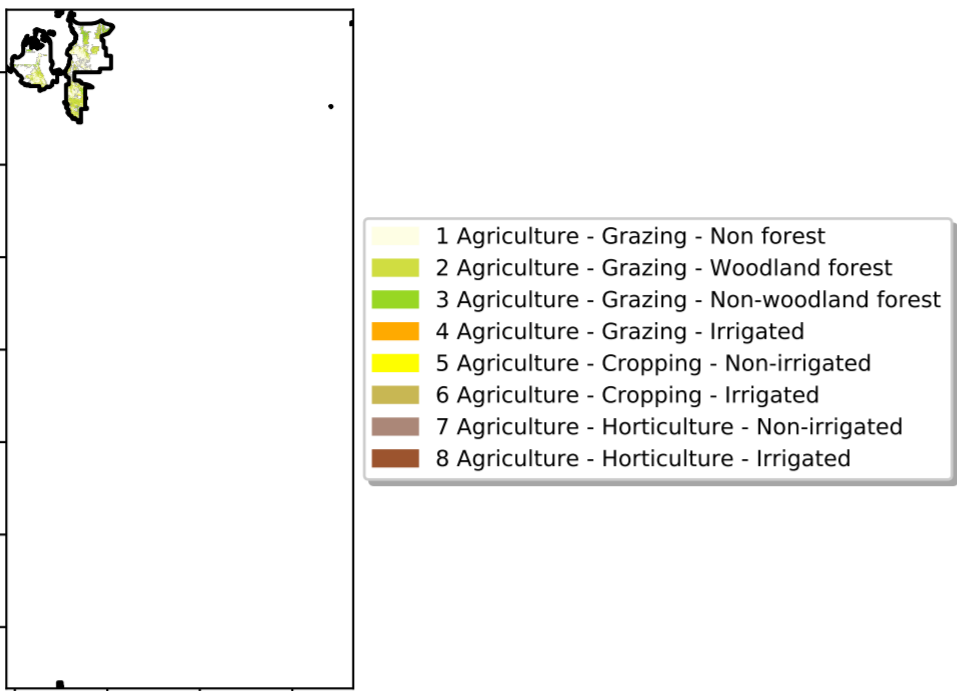 1 Agriculture - Grazing - Non forest
2 Agriculture - Grazing - Woodland forest
3 Agriculture - Grazing - Non-woodland forest
4 Agriculture - Grazing - Irrigated
5 Agriculture - Cropping - Non-irrigated
6 Agriculture - Cropping - Irrigated
7 Agriculture - Horticulture - Non-irrigated
8 Agriculture - Horticulture - Irrigated